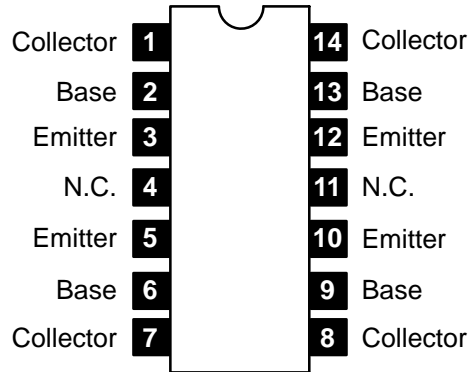 Collector 1 14 Collector
Base 2 13 Base
Emitter 3 12 Emitter
N.C. 4 11 N.C.
Emitter 5 10 Emitter
Base 6 9 Base
Collector 7 8 Collector